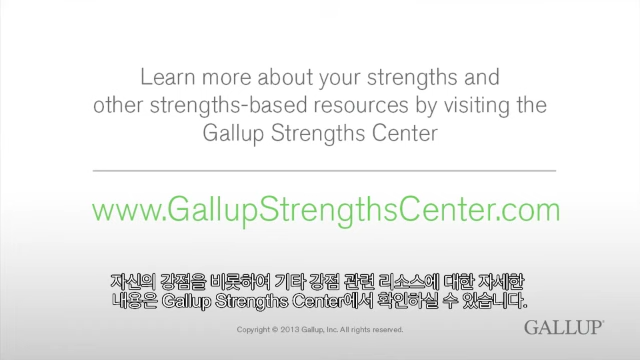 Learn more about your strengths and
other strengths-based resources by visiting the
Gallup Strengths Center
www.GallupStrengthsCenter.com
자신의 강점을 비롯하여 기타 강점 관련 리소스에 대한 자세한
내용은 Gallup Strengths Center에서 확인하실 수 있습니다.
Copyright © 2013 Gallup, Inc. All rights reserved.
GALLUP®